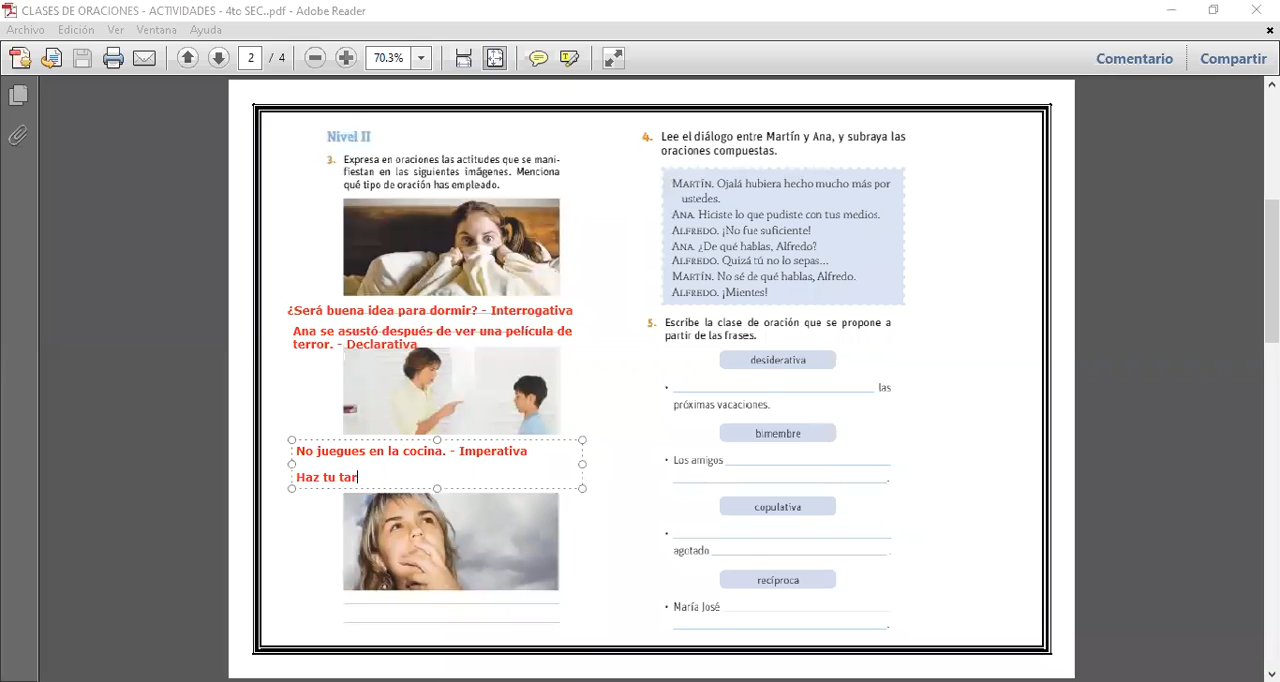 CLASES DE ORACIONES - ACTIVIDADES - 4to SEC..pdf - Adobe Reader
Archivo Edición Ver Ventana Ayuda
2 / 4 70.3% Comentario Compartir
Nivel II
3. Expresa en oraciones las actitudes que se mani-
fiestan en las siguientes imágenes. Menciona
qué tipo de oración has empleado.
¿Será buena idea para dormir? - Interrogativa
Ana se asustó después de ver una película de
terror. - Declarativa
No juegues en la cocina. - Imperativa
Haz tu tar
4. Lee el diálogo entre Martín y Ana, y subraya las
oraciones compuestas.
MARTÍN. Ojalá hubiera hecho mucho más por
ustedes.
ANA. Hiciste lo que pudiste con tus medios.
ALFREDO. ¡No fue suficiente!
ANA. ¿De qué hablas, Alfredo?
ALFREDO. Quizá tú no lo sepas...
MARTÍN. No sé de qué hablas, Alfredo.
ALFREDO. ¡Mientes!
5. Escribe la clase de oración que se propone a
partir de las frases.
desiderativa
• las
próximas vacaciones.
bimembre
• Los amigos
.
copulativa
•
agotado .
recíproca
• María José
.